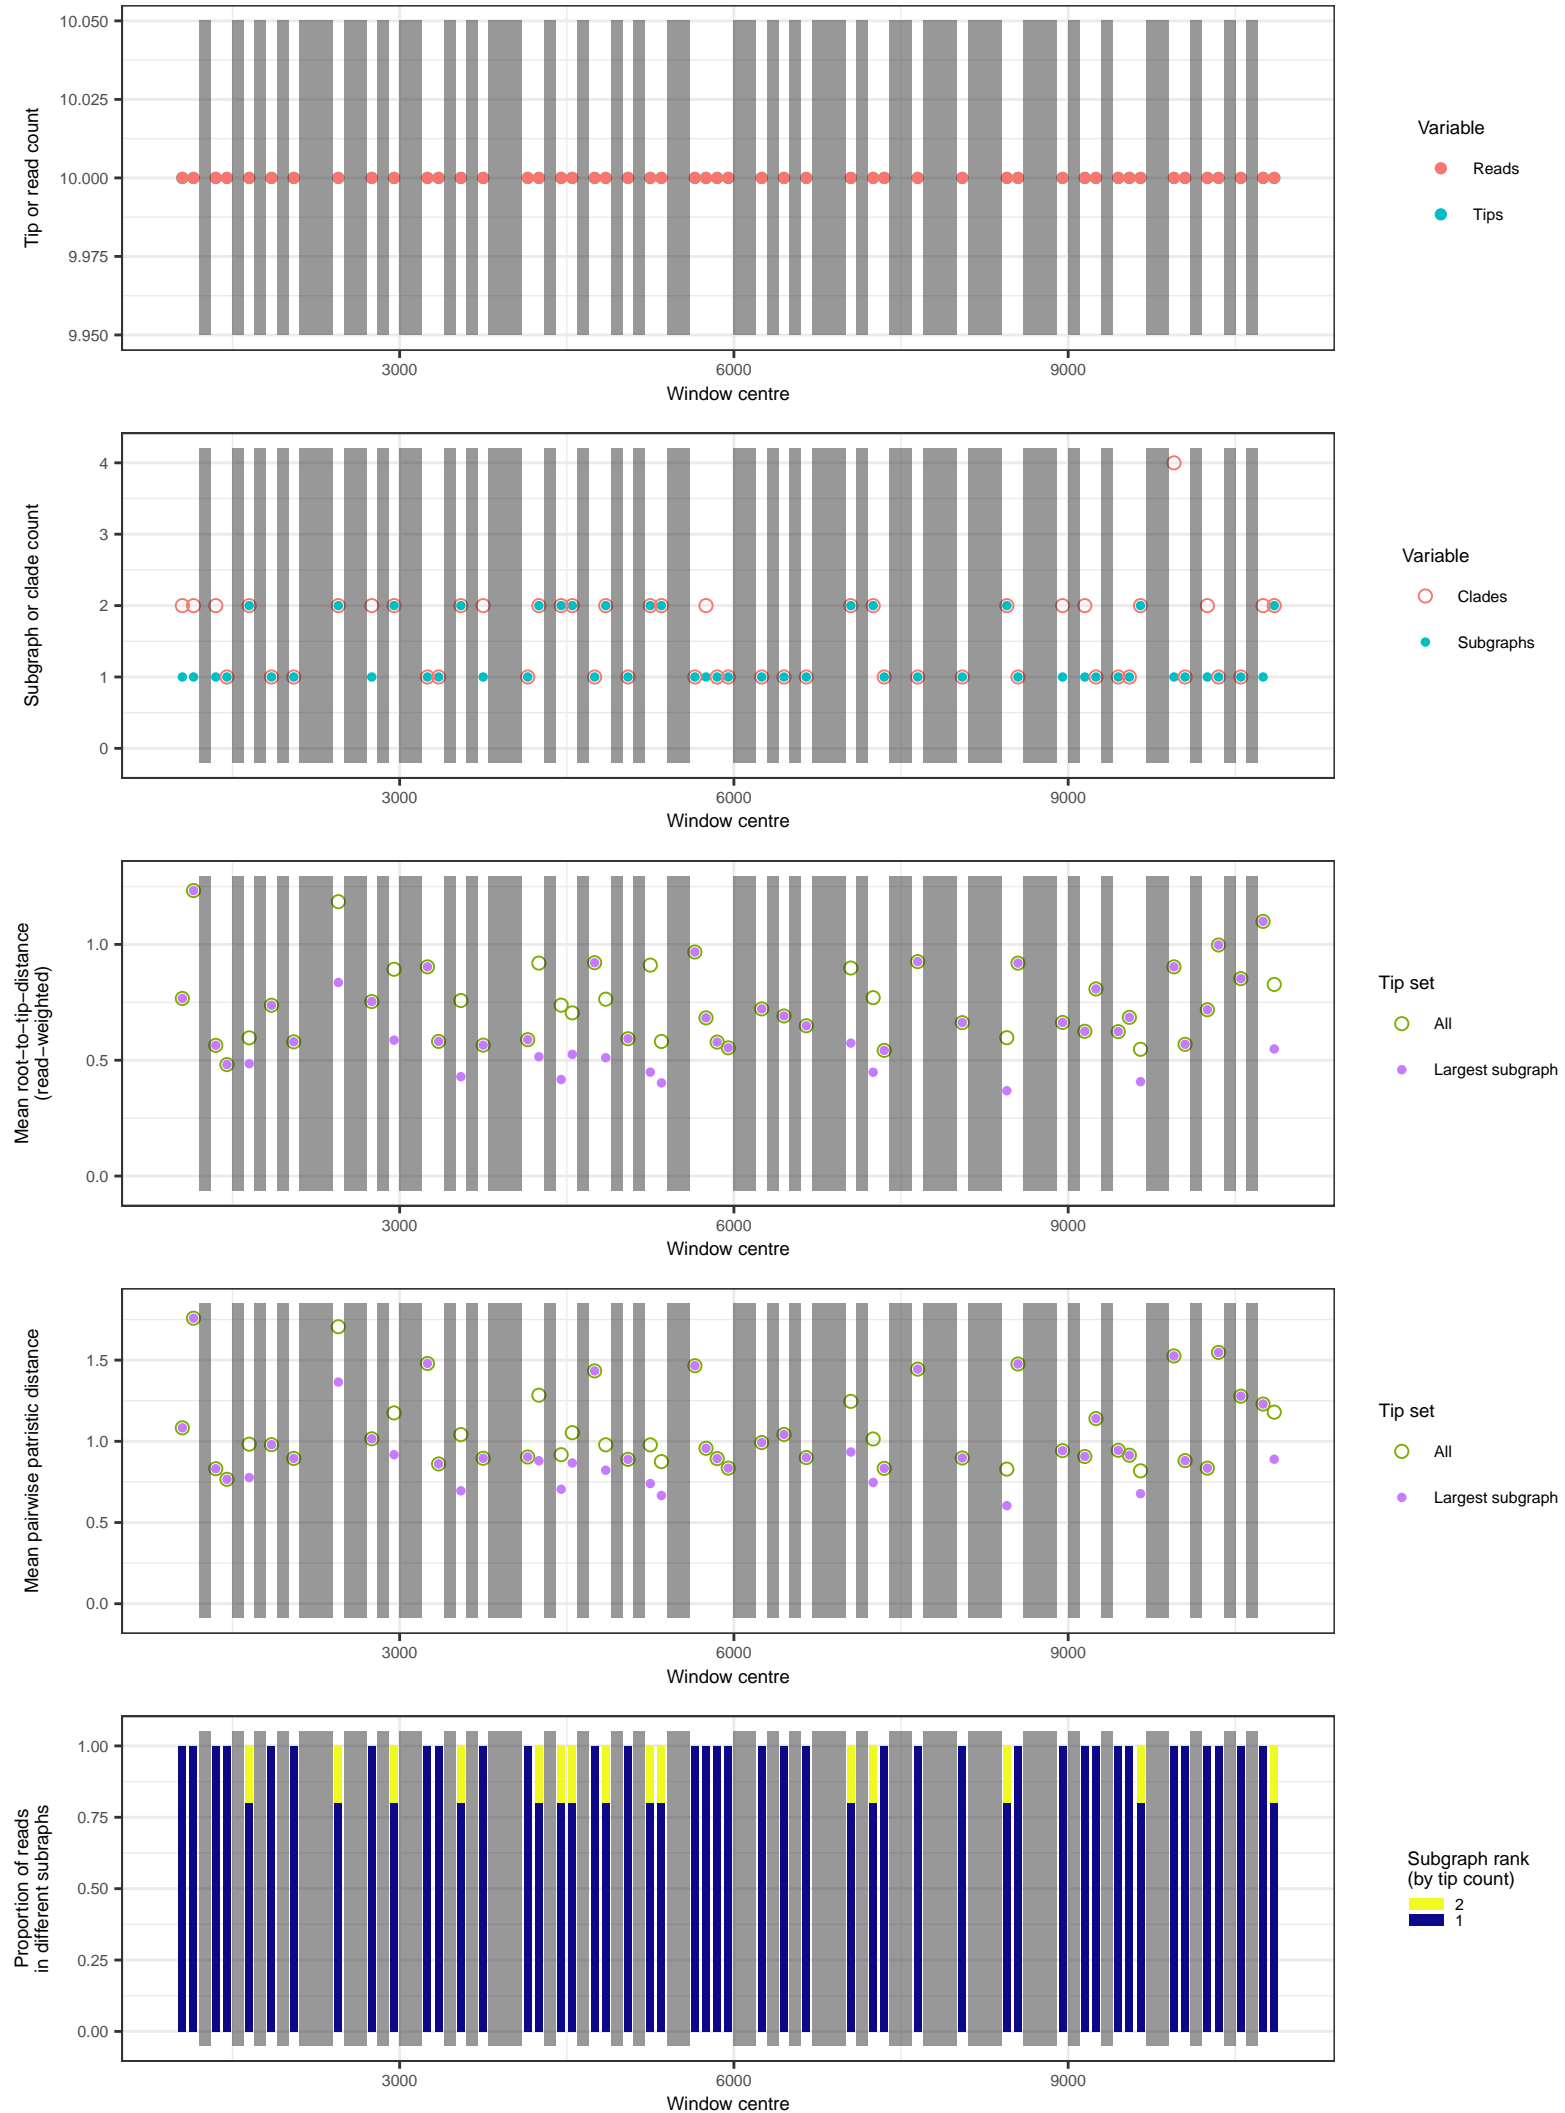 Tip or read count
10.050
10.025
10.000
9.975
9.950
3000
6000
9000
Window centre
Variable
Reads
Tips
Subgraph or clade count
4
3
2
1
0
3000
6000
9000
Window centre
Variable
Clades
Subgraphs
Mean root−to−tip−distance
(read−weighted)
1.0
0.5
0.0
3000
6000
9000
Window centre
Tip set
All
Largest subgraph
Mean pairwise patristic distance
1.5
1.0
0.5
0.0
3000
6000
9000
Window centre
Tip set
All
Largest subgraph
Proportion of reads
in different subraphs
1.00
0.75
0.50
0.25
0.00
3000
6000
9000
Window centre
Subgraph rank
(by tip count)
2
1